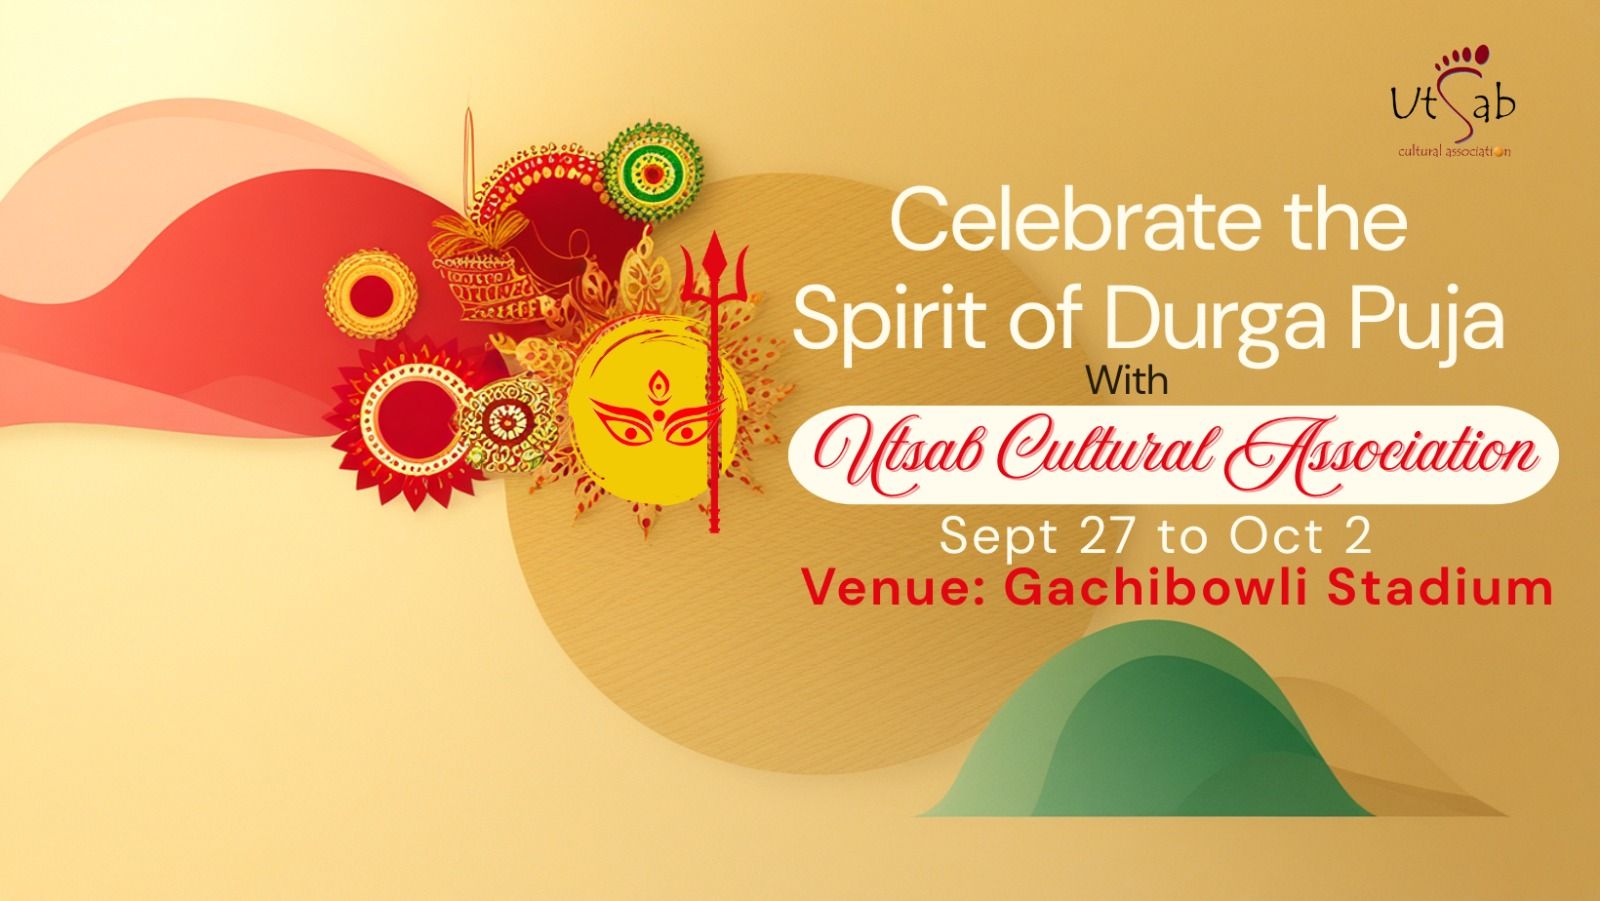 Utsab
cultural association
Celebrate the
Spirit of Durga Puja
With
Utsab Cultural Association
Sept 27 to Oct 2
Venue: Gachibowli Stadium